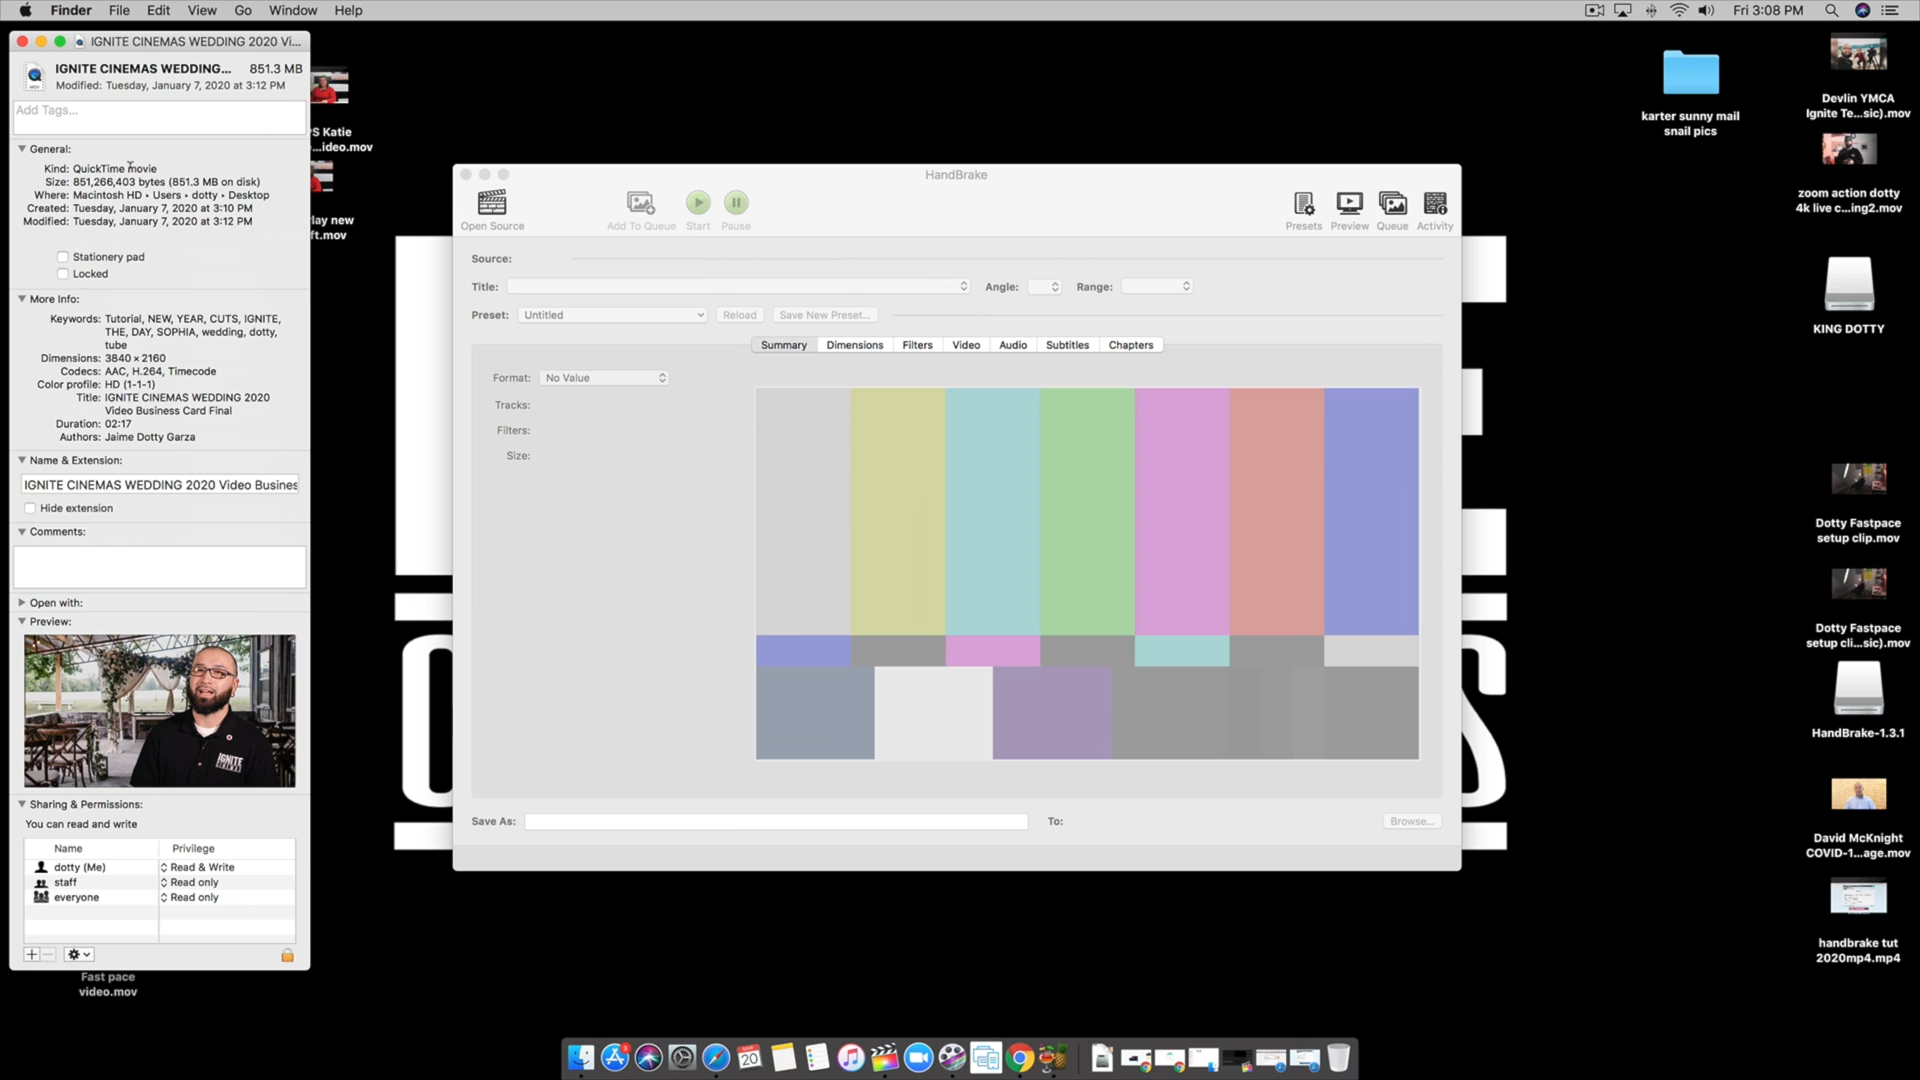 Finder File Edit View Go Window Help
Fri 3:08 PM
IGNITE CINEMAS WEDDING 2020 Vi...
IGNITE CINEMAS WEDDING... 851.3 MB
Modified: Tuesday, January 7, 2020 at 3:12 PM
Add Tags...
General:
Kind: QuickTime movie
Size: 851,266,403 bytes (851.3 MB on disk)
Where: Macintosh HD ▸ Users ▸ dotty ▸ Desktop
Created: Tuesday, January 7, 2020 at 3:10 PM
Modified: Tuesday, January 7, 2020 at 3:12 PM
Stationery pad
Locked
More Info:
Keywords: Tutorial, NEW, YEAR, CUTS, IGNITE,
THE, DAY, SOPHIA, wedding, dotty,
tube
Dimensions: 3840 × 2160
Codecs: AAC, H.264, Timecode
Color profile: HD (1-1-1)
Title: IGNITE CINEMAS WEDDING 2020
Video Business Card Final
Duration: 02:17
Authors: Jaime Dotty Garza
Name & Extension:
IGNITE CINEMAS WEDDING 2020 Video Busines
Hide extension
Comments:
Open with:
Preview:
IGNITE
CINEMAS
Sharing & Permissions:
You can read and write
Name Privilege
dotty (Me) Read & Write
staff Read only
everyone Read only
PS Katie
...ideo.mov
lay new
ft.mov
Fast pace
video.mov
HandBrake
Open Source
Add To Queue
Start
Pause
Presets
Preview
Queue
Activity
Source:
Title:
Angle:
Range:
Preset: Untitled
Reload
Save New Preset...
Summary Dimensions Filters Video Audio Subtitles Chapters
Format: No Value
Tracks:
Filters:
Size:
Save As:
To:
Browse...
karter sunny mail
snail pics
Devlin YMCA
Ignite Te...sic).mov
zoom action dotty
4k live c...ing2.mov
KING DOTTY
Dotty Fastpace
setup clip.mov
Dotty Fastpace
setup cli...sic).mov
HandBrake-1.3.1
David McKnight
COVID-1...age.mov
handbrake tut
2020mp4.mp4
20